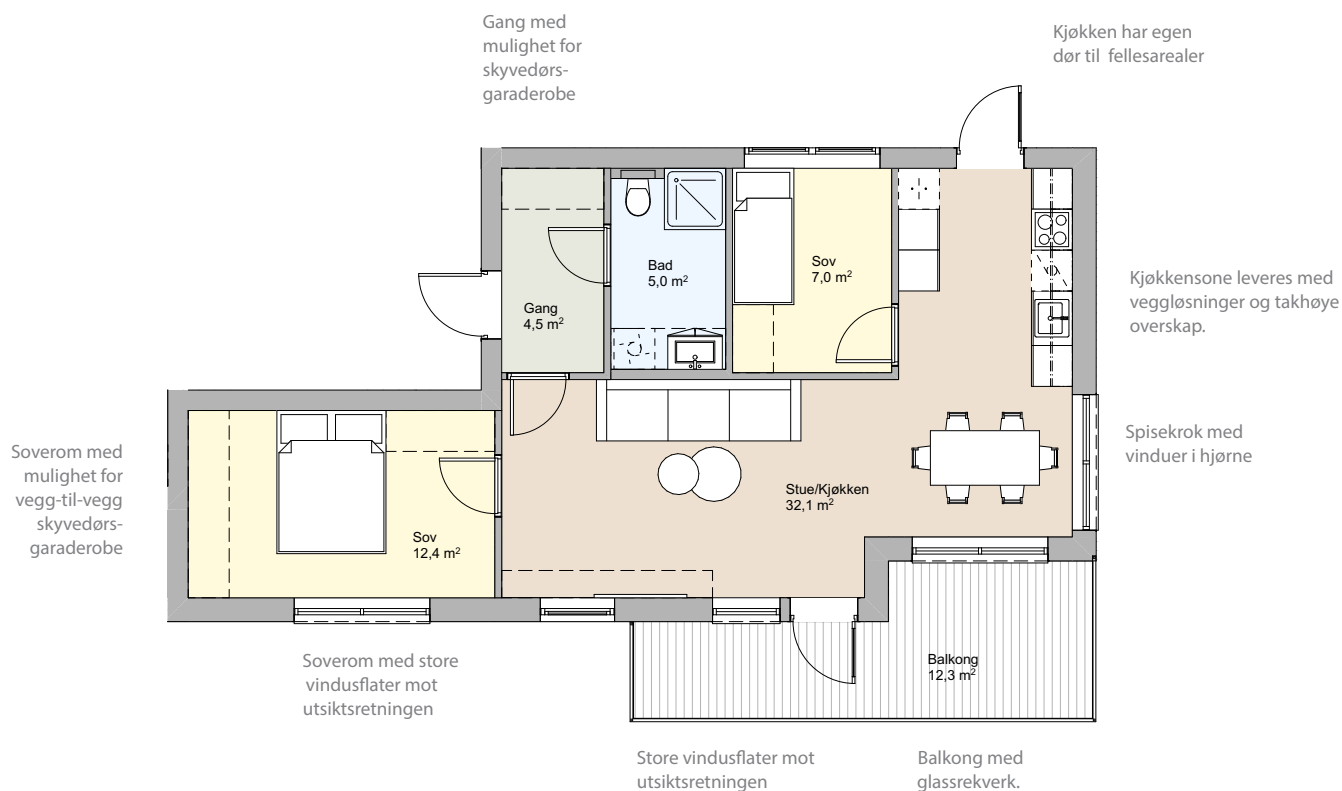 Gang med
mulighet for
skyvedørs-
garaderobe
Kjøkken har egen
dør til fellesarealer
Bad
5,0 m²
Sov
7,0 m²
Gang
4,5 m²
Kjøkkensone leveres med
veggløsninger og takhøye
overskap.
Spisekrok med
vinduer i hjørne
Soverom med
mulighet for
vegg-til-vegg
skyvedørs-
garaderobe
Stue/Kjøkken
32,1 m²
Sov
12,4 m²
Soverom med store
vindusflater mot
utsiktsretningen
Balkong
12,3 m²
Store vindusflater mot
utsiktsretningen
Balkong med
glassrekverk.